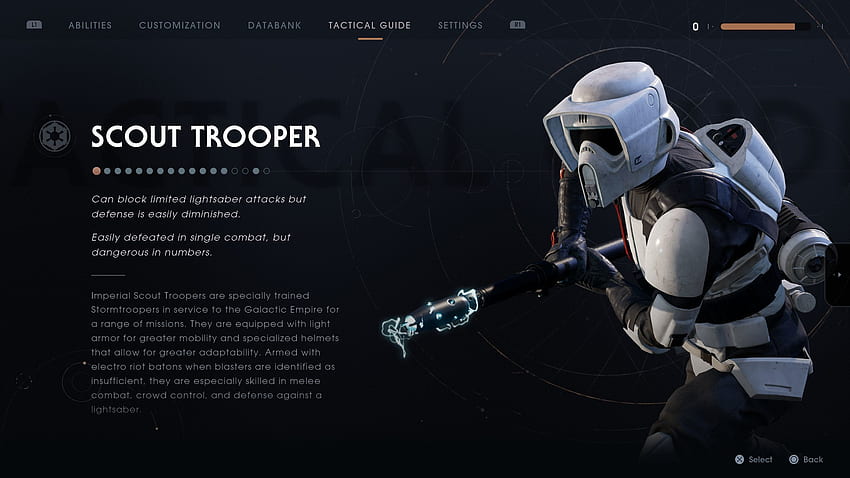 L1 ABILITIES CUSTOMIZATION DATABANK TACTICAL GUIDE SETTINGS R1 0
TACTICAL
SCOUT TROOPER
Can block limited lightsaber attacks but
defense is easily diminished.
Easily defeated in single combat, but
dangerous in numbers.
Imperial Scout Troopers are specially trained
Stormtroopers in service to the Galactic Empire for
a range of missions. They are equipped with light
armor for greater mobility and specialized helmets
that allow for greater adaptability. Armed with
electro riot batons when blasters are identified as
insufficient, they are especially skilled in melee
combat, crowd control, and defense against a
lightsaber.
Select Back